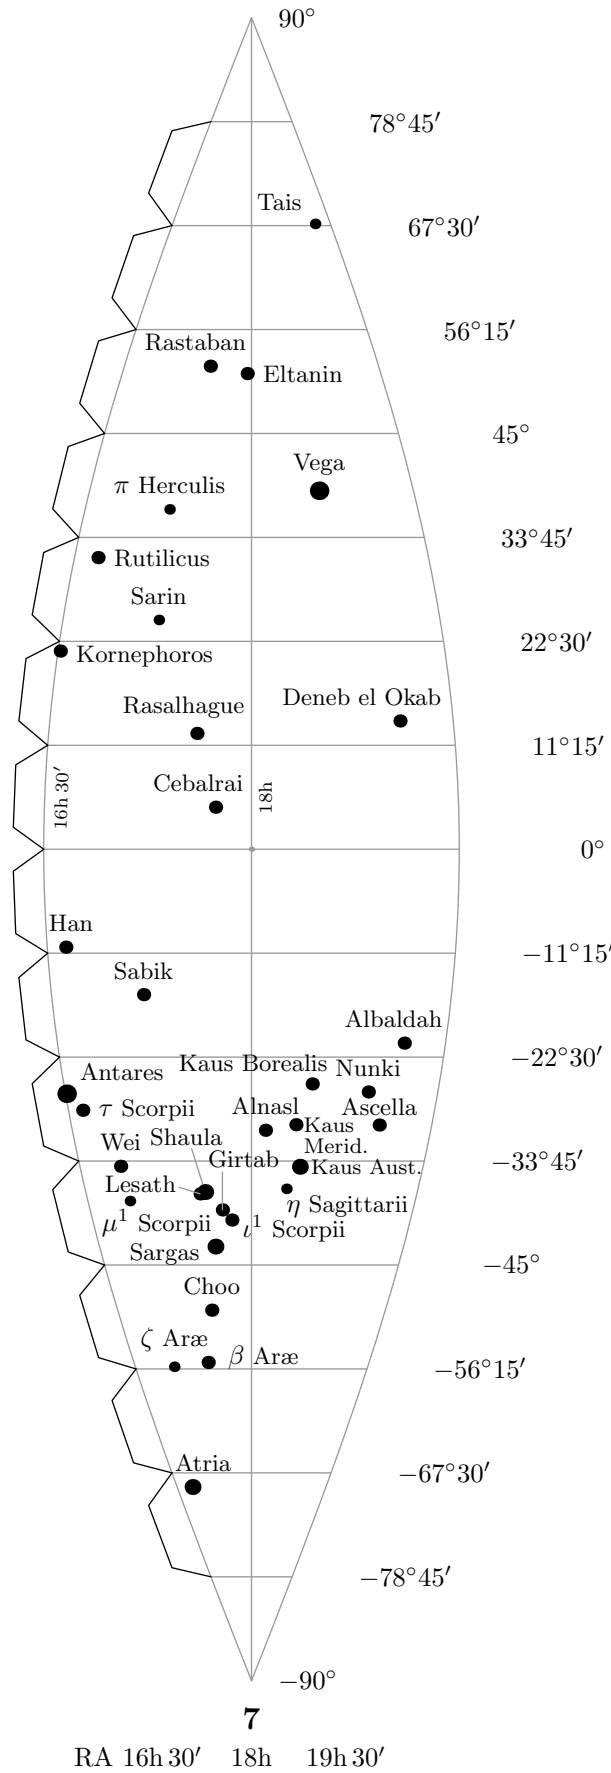 90°
78°45′
Tais
67°30′
56°15′
Rastaban
Eltanin
45°
Vega
π Herculis
33°45′
Rutilicus
Sarin
22°30′
Kornephoros
Deneb el Okab
Rasalhague
11°15′
16h 30′
18h
Cebalrai
0°
Han
−11°15′
Sabik
Albaldah
−22°30′
Kaus Borealis
Nunki
Antares
τ Scorpii
Alnasl
Ascella
Kaus
Merid.
Wei
Shaula
Girtab
−33°45′
Kaus Aust.
Lesath
η Sagittarii
μ¹ Scorpii
ι¹ Scorpii
Sargas
−45°
Choo
ζ Aræ
β Aræ
−56°15′
Atria
−67°30′
−78°45′
−90°
7
RA 16h 30′ 18h 19h 30′